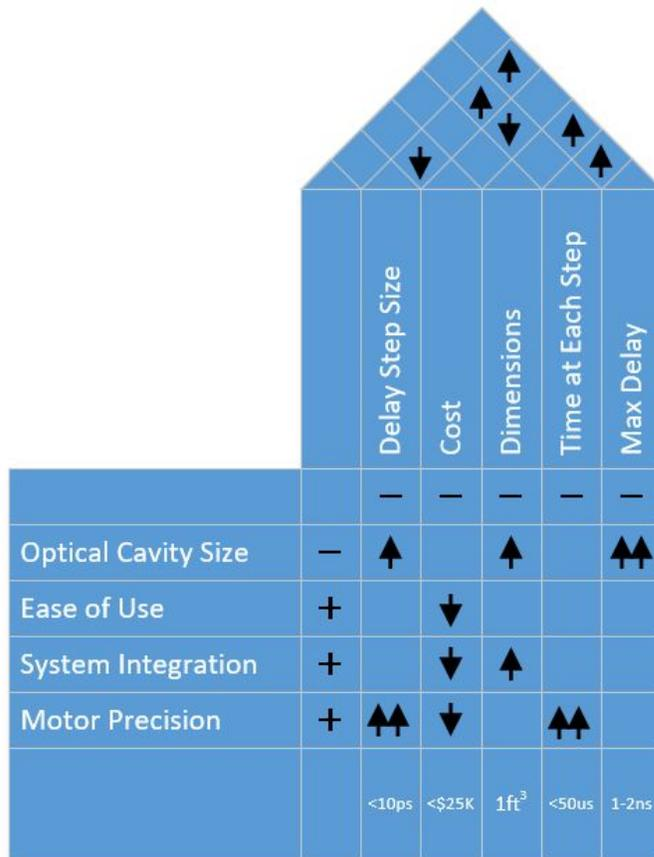 Delay Step Size
Cost
Dimensions
Time at Each Step
Max Delay
− − − − −
Optical Cavity Size −
Ease of Use +
System Integration +
Motor Precision +
<10ps <$25K 1ft³ <50us 1-2ns